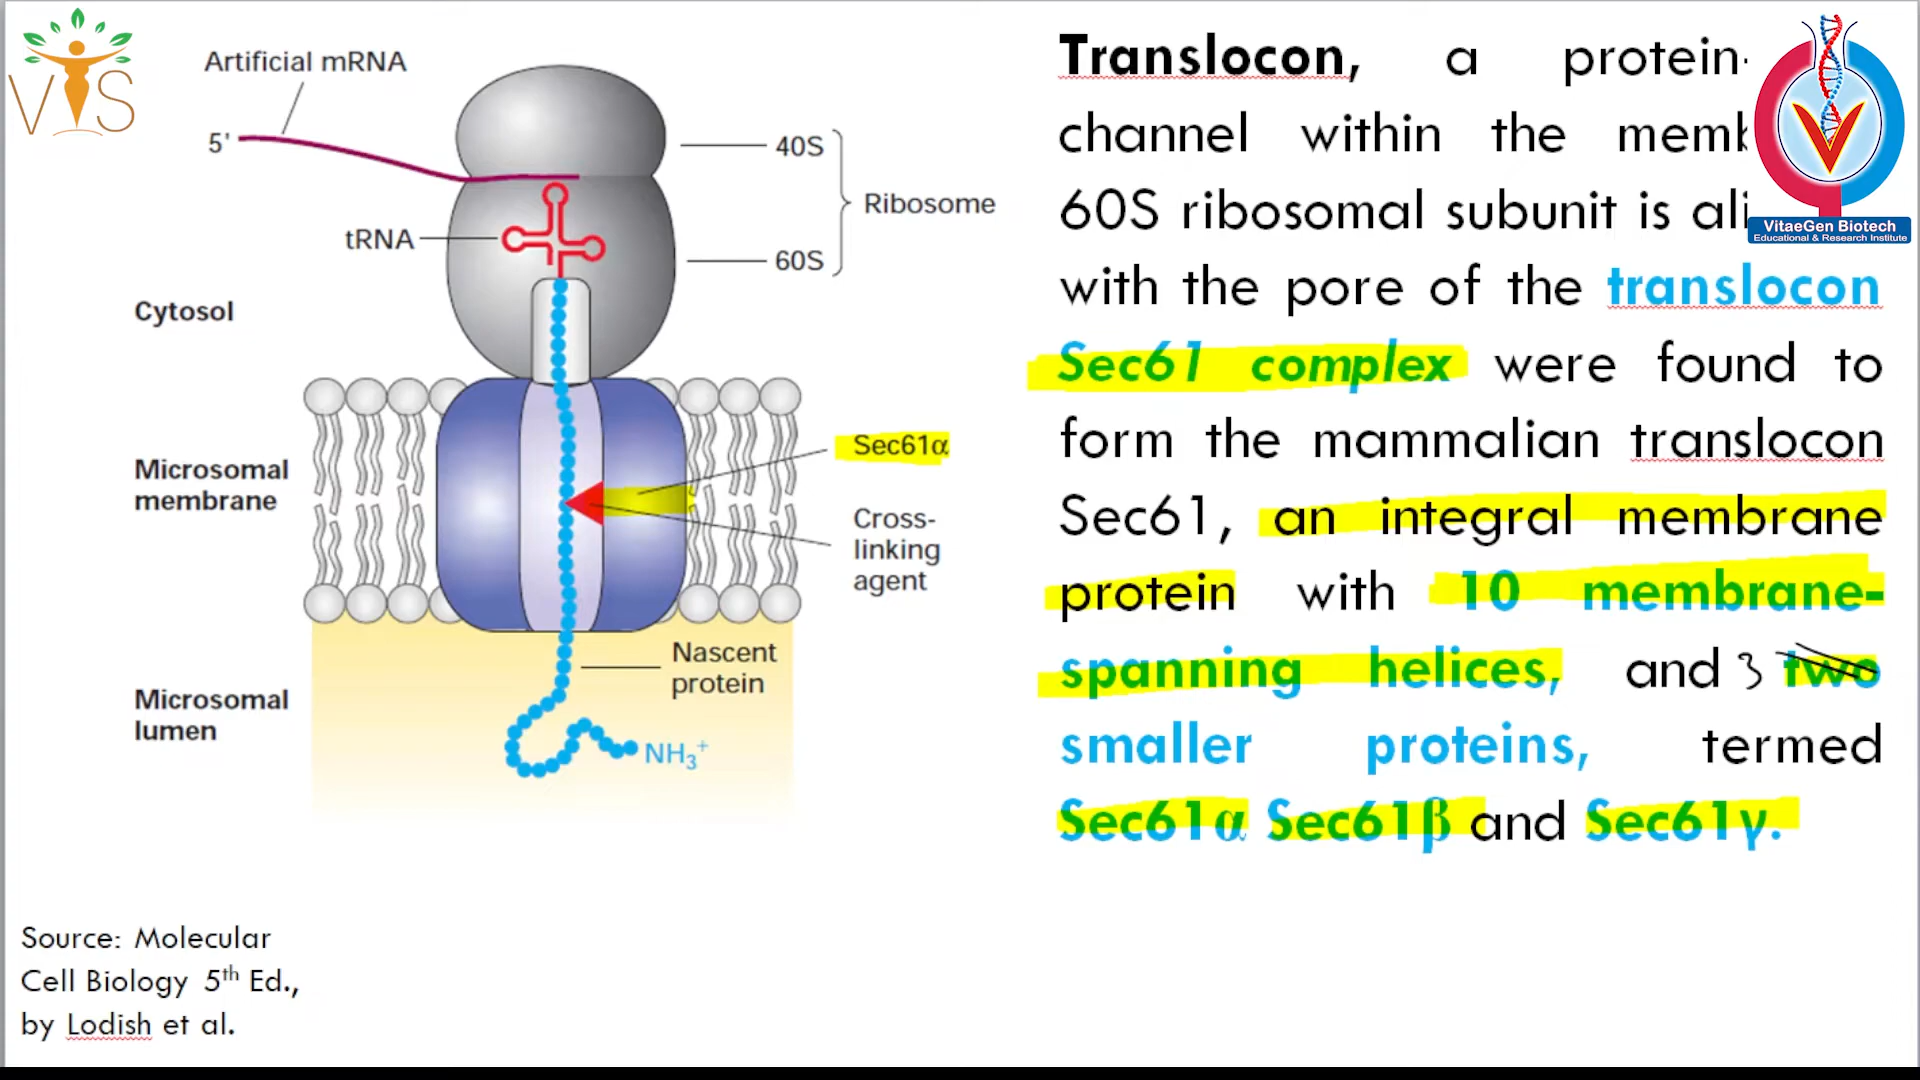 VIS
Artificial mRNA
5'
40S
Ribosome
tRNA
60S
Cytosol
Sec61α
Microsomal
membrane
Cross-
linking
agent
Nascent
protein
Microsomal
lumen
NH3+
Source: Molecular
Cell Biology 5th Ed.,
by Lodish et al.
Translocon, a protein-
channel within the
60S ribosomal subunit is
with the pore of the translocon
Sec61 complex were found to
form the mammalian translocon
Sec61, an integral membrane
protein with 10 membrane-
spanning helices, and 3 two
smaller proteins, termed
Sec61α Sec61β and Sec61γ.
VitaeGen Biotech
Educational & Research Institute